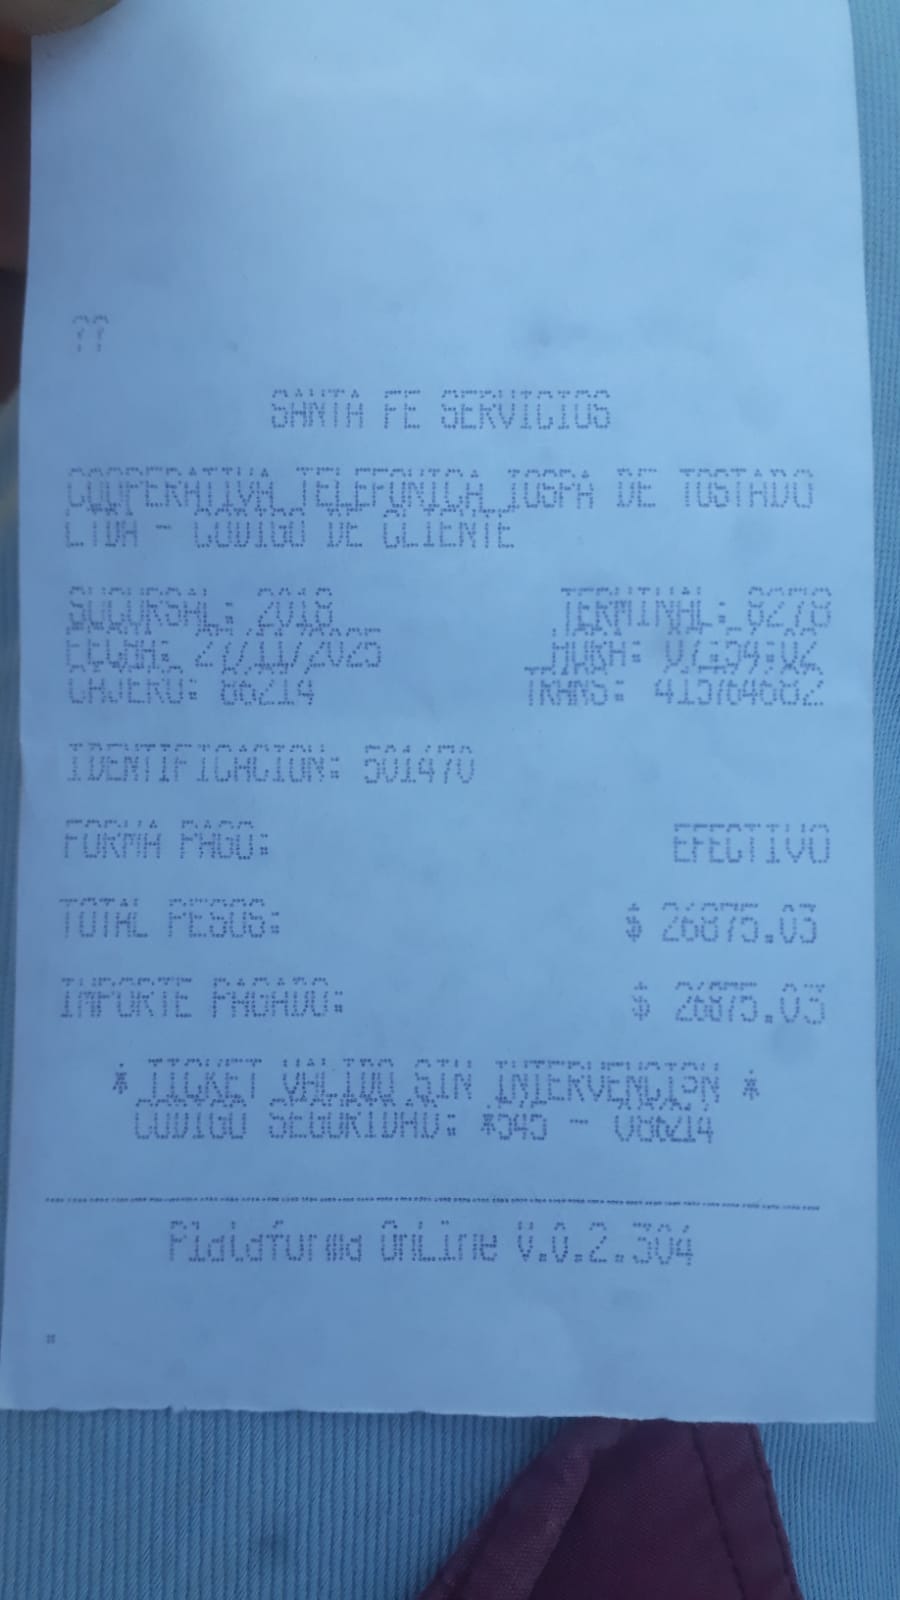 ??
SANTA FE SERVICIOS
COOPERATIVA TELEFONICA IOSPA DE TOSTADO
LTDA - CODIGO DE CLIENTE
SUCURSAL: 2018 TERMINAL: 8278
FECHA: 27/11/2025 HORA: 07:54:02
CAJERO: 86214 TRANS: 415764682
IDENTIFICACION: 501470
FORMA PAGO: EFECTIVO
TOTAL PESOS: $ 26875.03
IMPORTE PAGADO: $ 26875.03
* TICKET VALIDO SIN INTERVENCION *
CODIGO SEGURIDAD: *545 - 086214
Plataforma OnLine V.0.2.304